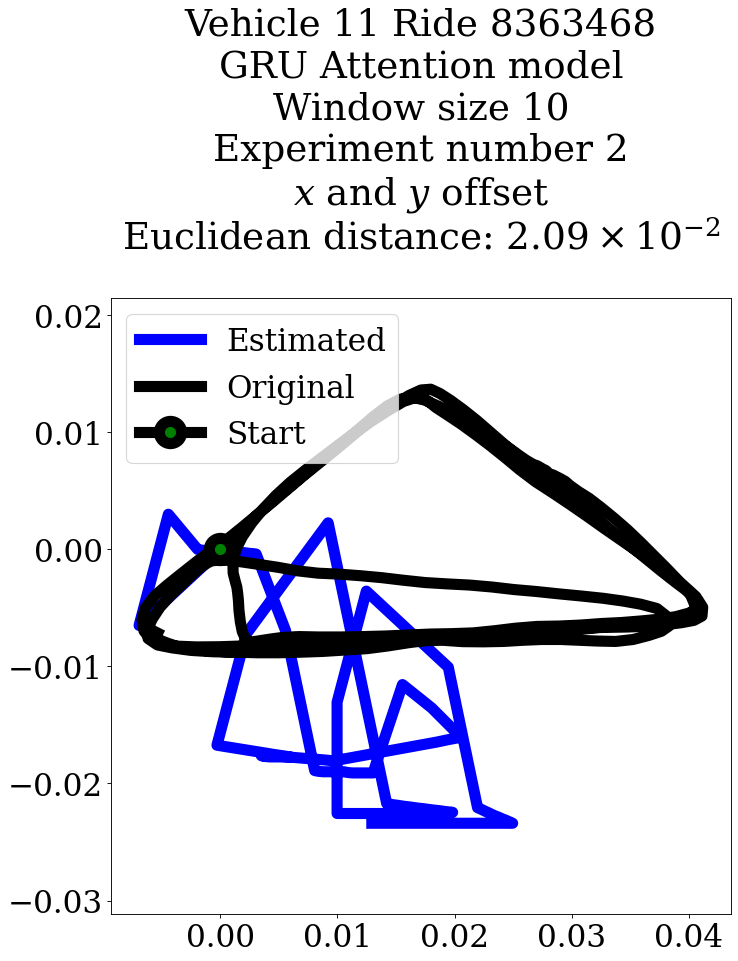 Vehicle 11 Ride 8363468
GRU Attention model
Window size 10
Experiment number 2
x and y offset
Euclidean distance: 2.09 × 10⁻²
0.02
0.01
0.00
−0.01
−0.02
−0.03
Estimated
Original
Start
0.00 0.01 0.02 0.03 0.04